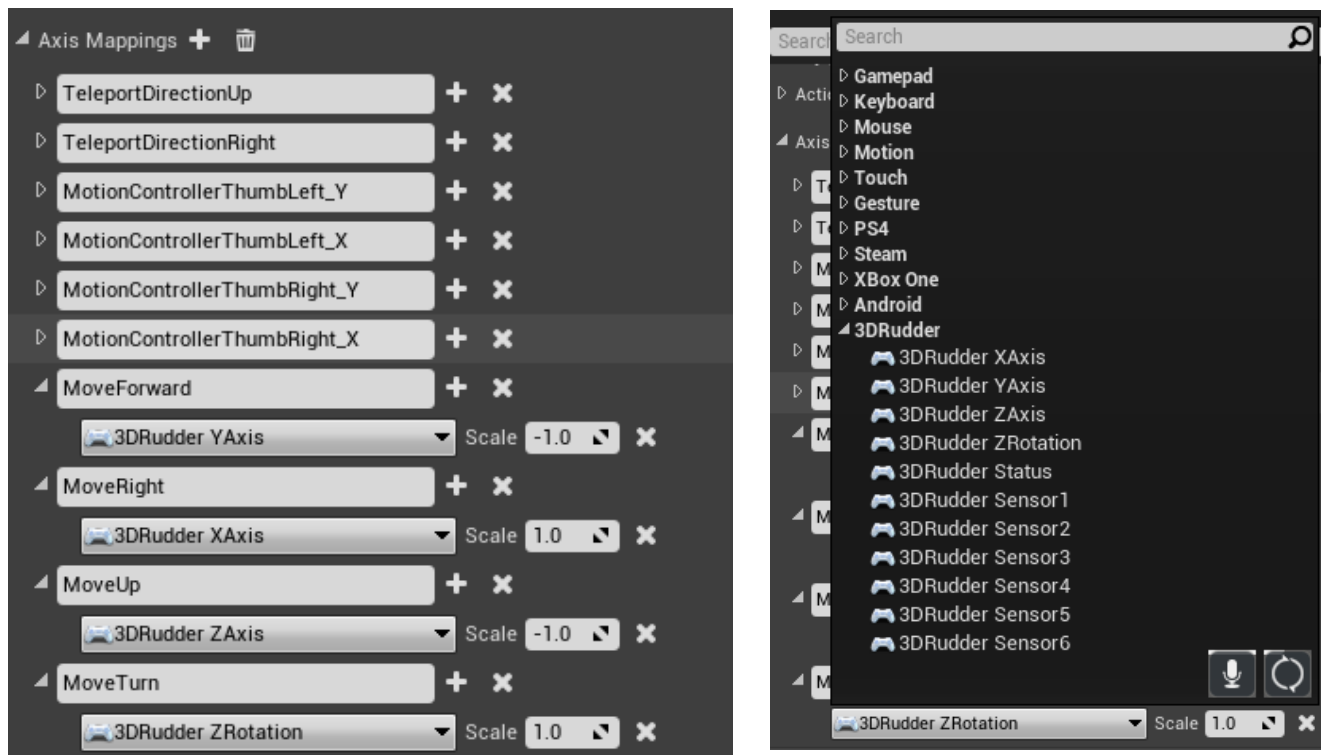 Axis Mappings
TeleportDirectionUp
TeleportDirectionRight
MotionControllerThumbLeft_Y
MotionControllerThumbLeft_X
MotionControllerThumbRight_Y
MotionControllerThumbRight_X
MoveForward
3DRudder YAxis Scale -1.0
MoveRight
3DRudder XAxis Scale 1.0
MoveUp
3DRudder ZAxis Scale -1.0
MoveTurn
3DRudder ZRotation Scale 1.0
Search
Gamepad
Keyboard
Mouse
Axis
Motion
Touch
Gesture
PS4
Steam
XBox One
Android
3DRudder
3DRudder XAxis
3DRudder YAxis
3DRudder ZAxis
3DRudder ZRotation
3DRudder Status
3DRudder Sensor1
3DRudder Sensor2
3DRudder Sensor3
3DRudder Sensor4
3DRudder Sensor5
3DRudder Sensor6
3DRudder ZRotation Scale 1.0